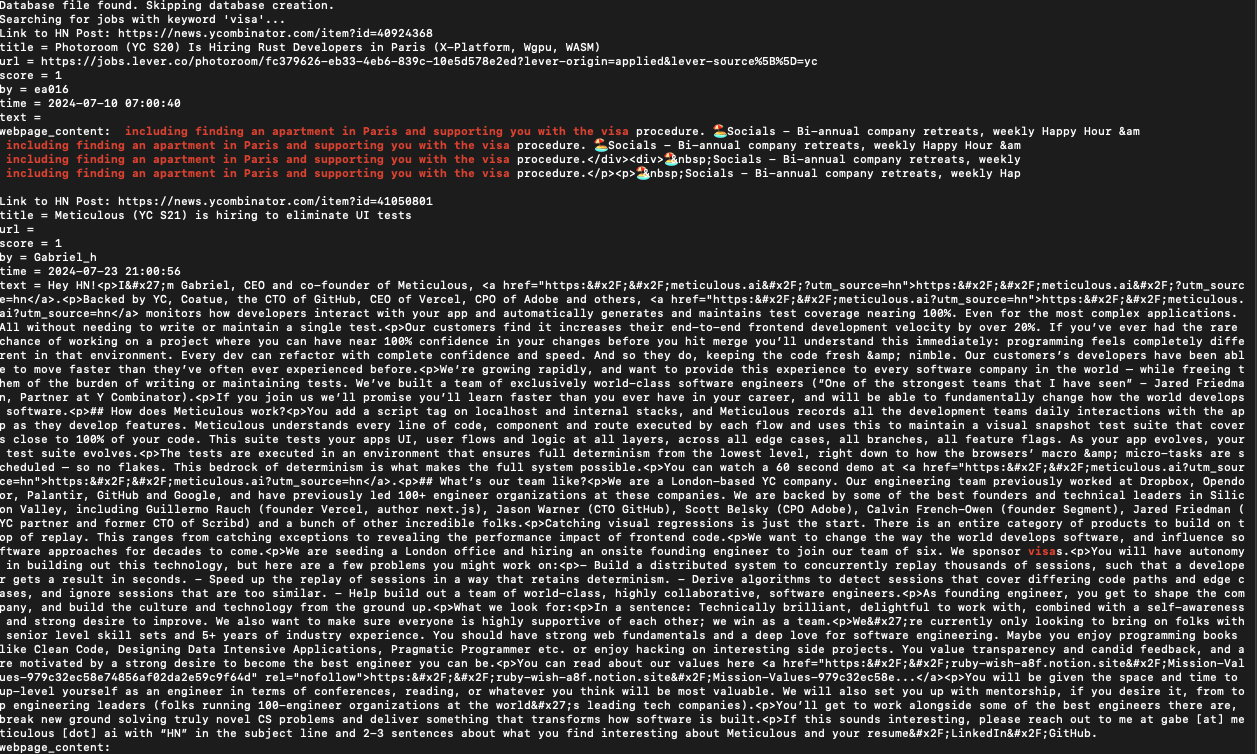 Database file found. Skipping database creation.
Searching for jobs with keyword 'visa'...
Link to HN Post: https://news.ycombinator.com/item?id=40924368
title = Photoroom (YC S20) Is Hiring Rust Developers in Paris (X-Platform, Wgpu, WASM)
url = https://jobs.lever.co/photoroom/fc379626-eb33-4eb6-839c-10e5d578e2ed?lever-origin=applied&lever-source%5B%5D=yc
score = 1
by = ea016
time = 2024-07-10 07:00:40
text =
webpage_content:  including finding an apartment in Paris and supporting you with the visa procedure. 🏖Socials – Bi-annual company retreats, weekly Happy Hour &am
 including finding an apartment in Paris and supporting you with the visa procedure. 🏖Socials – Bi-annual company retreats, weekly Happy Hour &am
 including finding an apartment in Paris and supporting you with the visa procedure.</div><div>🏖&nbsp;Socials – Bi-annual company retreats, weekly
 including finding an apartment in Paris and supporting you with the visa procedure.</p><p>🏖&nbsp;Socials – Bi-annual company retreats, weekly Hap
Link to HN Post: https://news.ycombinator.com/item?id=41050801
title = Meticulous (YC S21) is hiring to eliminate UI tests
url =
score = 1
by = Gabriel_h
time = 2024-07-23 21:00:56
text = Hey HN!<p>I&#x27;m Gabriel, CEO and co-founder of Meticulous, <a href="https:&#x2F;&#x2F;meticulous.ai&#x2F;?utm_source=hn">https:&#x2F;&#x2F;meticulous.ai&#x2F;?utm_sourc
e=hn</a>.<p>Backed by YC, Coatue, the CTO of GitHub, CEO of Vercel, CPO of Adobe and others, <a href="https:&#x2F;&#x2F;meticulous.ai?utm_source=hn">https:&#x2F;&#x2F;meticulous.
ai?utm_source=hn</a> monitors how developers interact with your app and automatically generates and maintains test coverage nearing 100%. Even for the most complex applications.
All without needing to write or maintain a single test.<p>Our customers find it increases their end-to-end frontend development velocity by over 20%. If you’ve ever had the rare
chance of working on a project where you can have near 100% confidence in your changes before you hit merge you’ll understand this immediately: programming feels completely diffe
rent in that environment. Every dev can refactor with complete confidence and speed. And so they do, keeping the code fresh &amp; nimble. Our customers’s developers have been abl
e to move faster than they’ve often ever experienced before.<p>We’re growing rapidly, and want to provide this experience to every software company in the world – while freeing t
hem of the burden of writing or maintaining tests. We’ve built a team of exclusively world-class software engineers (“One of the strongest teams that I have seen” – Jared Friedma
n, Partner at Y Combinator).<p>If you join us we’ll promise you’ll learn faster than you ever have in your career, and will be able to fundamentally change how the world develops
 software.<p>## How does Meticulous work?<p>You add a script tag on localhost and internal stacks, and Meticulous records all the development teams daily interactions with the ap
p as they develop features. Meticulous understands every line of code, component and route executed by each flow and uses this to maintain a visual snapshot test suite that cover
s close to 100% of your code. This suite tests your apps UI, user flows and logic at all layers, across all edge cases, all branches, all feature flags. As your app evolves, your
 test suite evolves.<p>The tests are executed in an environment that ensures full determinism from the lowest level, right down to how the browsers’ macro &amp; micro-tasks are s
cheduled – so no flakes. This bedrock of determinism is what makes the full system possible.<p>You can watch a 60 second demo at <a href="https:&#x2F;&#x2F;meticulous.ai?utm_sour
ce=hn">https:&#x2F;&#x2F;meticulous.ai?utm_source=hn</a>.<p>## What’s our team like?<p>We are a London-based YC company. Our engineering team previously worked at Dropbox, Opendo
or, Palantir, GitHub and Google, and have previously led 100+ engineer organizations at these companies. We are backed by some of the best founders and technical leaders in Silic
on Valley, including Guillermo Rauch (founder Vercel, author next.js), Jason Warner (CTO GitHub), Scott Belsky (CPO Adobe), Calvin French-Owen (founder Segment), Jared Friedman (
YC partner and former CTO of Scribd) and a bunch of other incredible folks.<p>Catching visual regressions is just the start. There is an entire category of products to build on t
op of replay. This ranges from catching exceptions to revealing the performance impact of frontend code.<p>We want to change the way the world develops software, and influence so
ftware approaches for decades to come.<p>We are seeding a London office and hiring an onsite founding engineer to join our team of six. We sponsor visas.<p>You will have autonomy
 in building out this technology, but here are a few problems you might work on:<p>– Build a distributed system to concurrently replay thousands of sessions, such that a develope
r gets a result in seconds. – Speed up the replay of sessions in a way that retains determinism. – Derive algorithms to detect sessions that cover differing code paths and edge c
ases, and ignore sessions that are too similar. – Help build out a team of world-class, highly collaborative, software engineers.<p>As founding engineer, you get to shape the com
pany, and build the culture and technology from the ground up.<p>What we look for:<p>In a sentence: Technically brilliant, delightful to work with, combined with a self-awareness
 and strong desire to improve. We also want to make sure everyone is highly supportive of each other; we win as a team.<p>We&#x27;re currently only looking to bring on folks with
 senior level skill sets and 5+ years of industry experience. You should have strong web fundamentals and a deep love for software engineering. Maybe you enjoy programming books
like Clean Code, Designing Data Intensive Applications, Pragmatic Programmer etc. or enjoy hacking on interesting side projects. You value transparency and candid feedback, and a
re motivated by a strong desire to become the best engineer you can be.<p>You can read about our values here <a href="https:&#x2F;&#x2F;ruby-wish-a8f.notion.site&#x2F;Mission-Val
ues-979c32ec58e74856af02da2e59c9f64d" rel="nofollow">https:&#x2F;&#x2F;ruby-wish-a8f.notion.site&#x2F;Mission-Values-979c32ec58e...</a><p>You will be given the space and time to
up-level yourself as an engineer in terms of conferences, reading, or whatever you think will be most valuable. We will also set you up with mentorship, if you desire it, from to
p engineering leaders (folks running 100-engineer organizations at the world&#x27;s leading tech companies).<p>You’ll get to work alongside some of the best engineers there are,
break new ground solving truly novel CS problems and deliver something that transforms how software is built.<p>If this sounds interesting, please reach out to me at gabe [at] me
ticulous [dot] ai with “HN” in the subject line and 2–3 sentences about what you find interesting about Meticulous and your resume&#x2F;LinkedIn&#x2F;GitHub.
webpage_content: